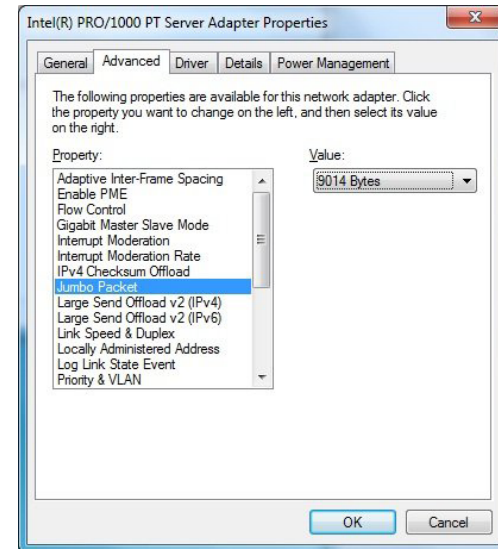 Intel(R) PRO/1000 PT Server Adapter Properties
General Advanced Driver Details Power Management
The following properties are available for this network adapter. Click
the property you want to change on the left, and then select its value
on the right.
Property:
Value:
Adaptive Inter-Frame Spacing
Enable PME
Flow Control
Gigabit Master Slave Mode
Interrupt Moderation
Interrupt Moderation Rate
IPv4 Checksum Offload
Jumbo Packet
Large Send Offload v2 (IPv4)
Large Send Offload v2 (IPv6)
Link Speed & Duplex
Locally Administered Address
Log Link State Event
Priority & VLAN
9014 Bytes
OK Cancel